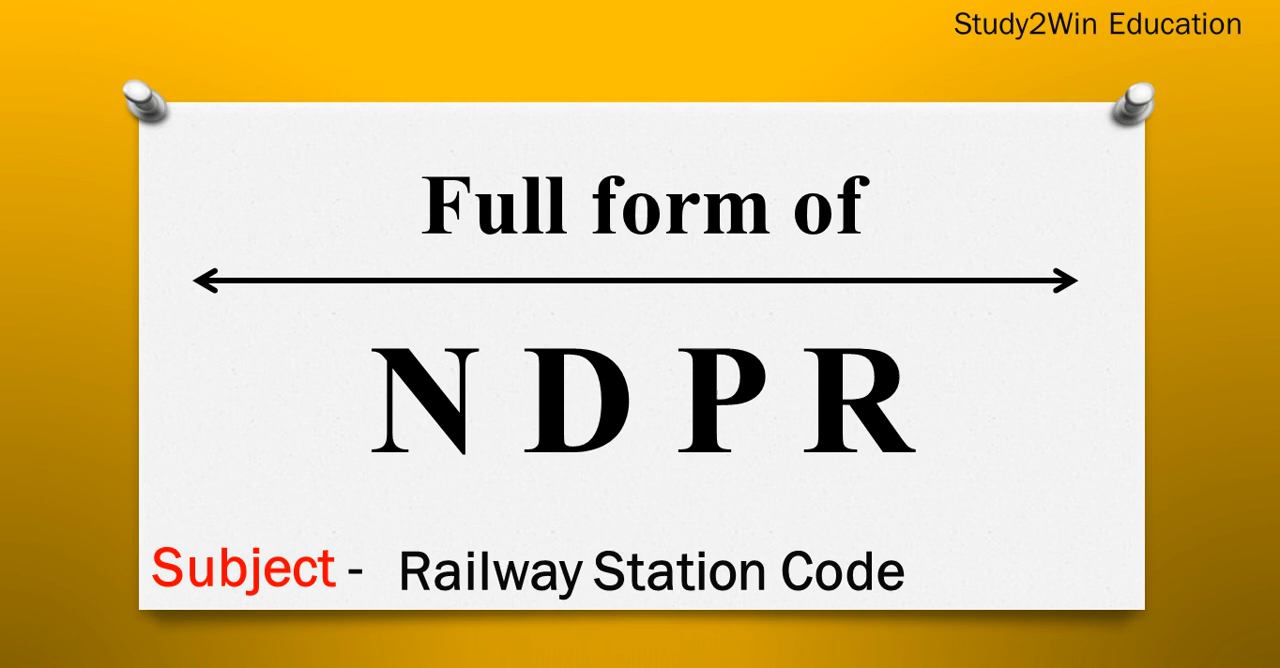 Study2Win Education
Full form of
N D P R
Subject - Railway Station Code